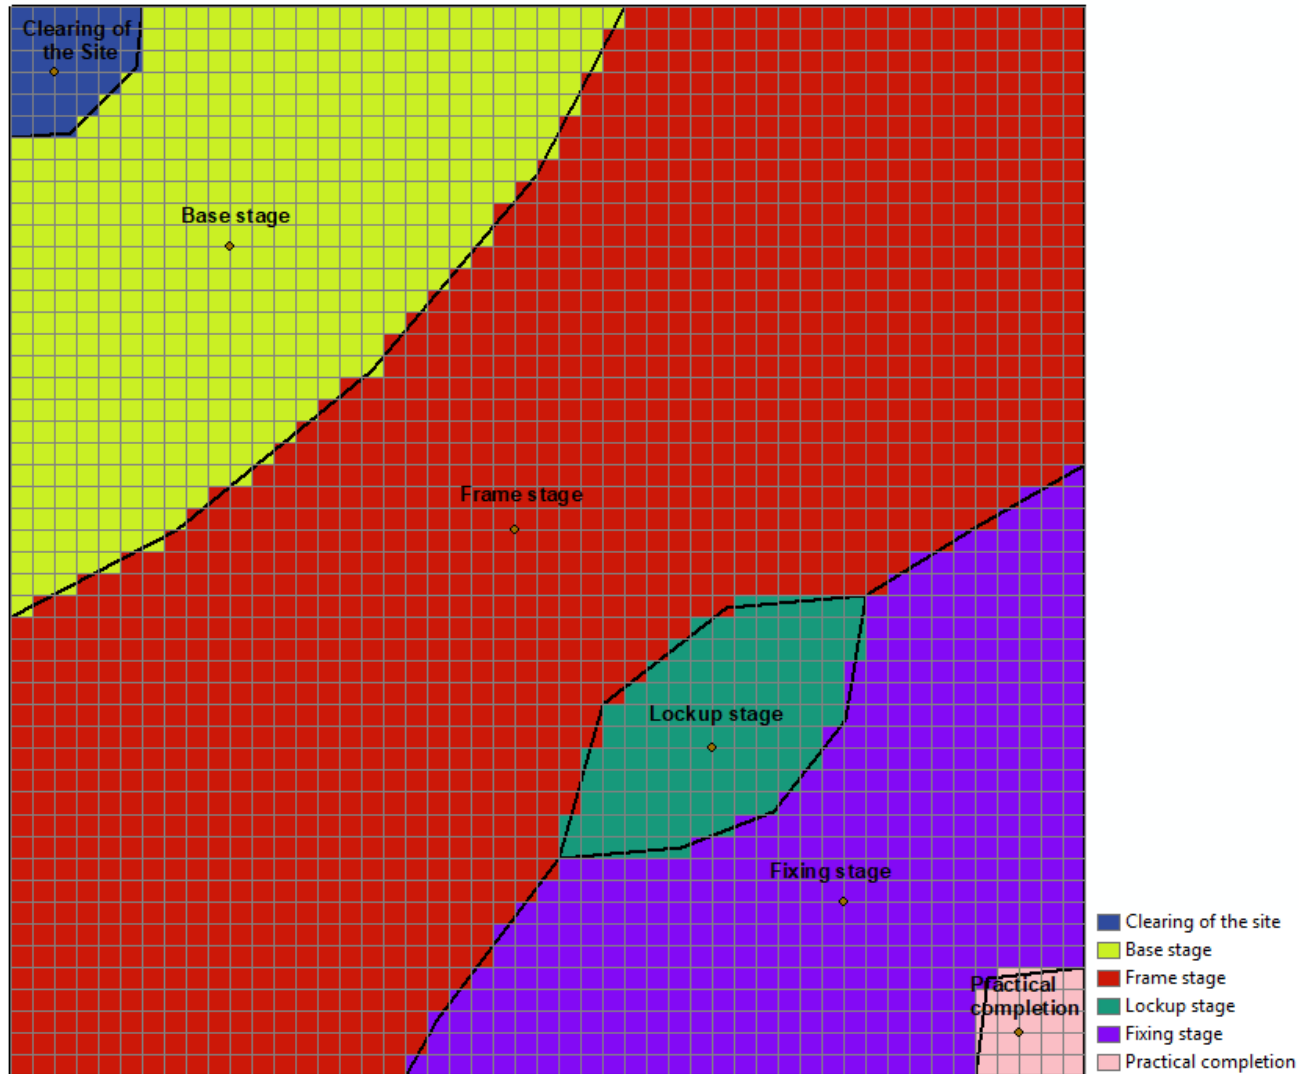 Clearing of
the Site
Base stage
Frame stage
Lockup stage
Fixing stage
Practical
completion
Clearing of the site
Base stage
Frame stage
Lockup stage
Fixing stage
Practical completion